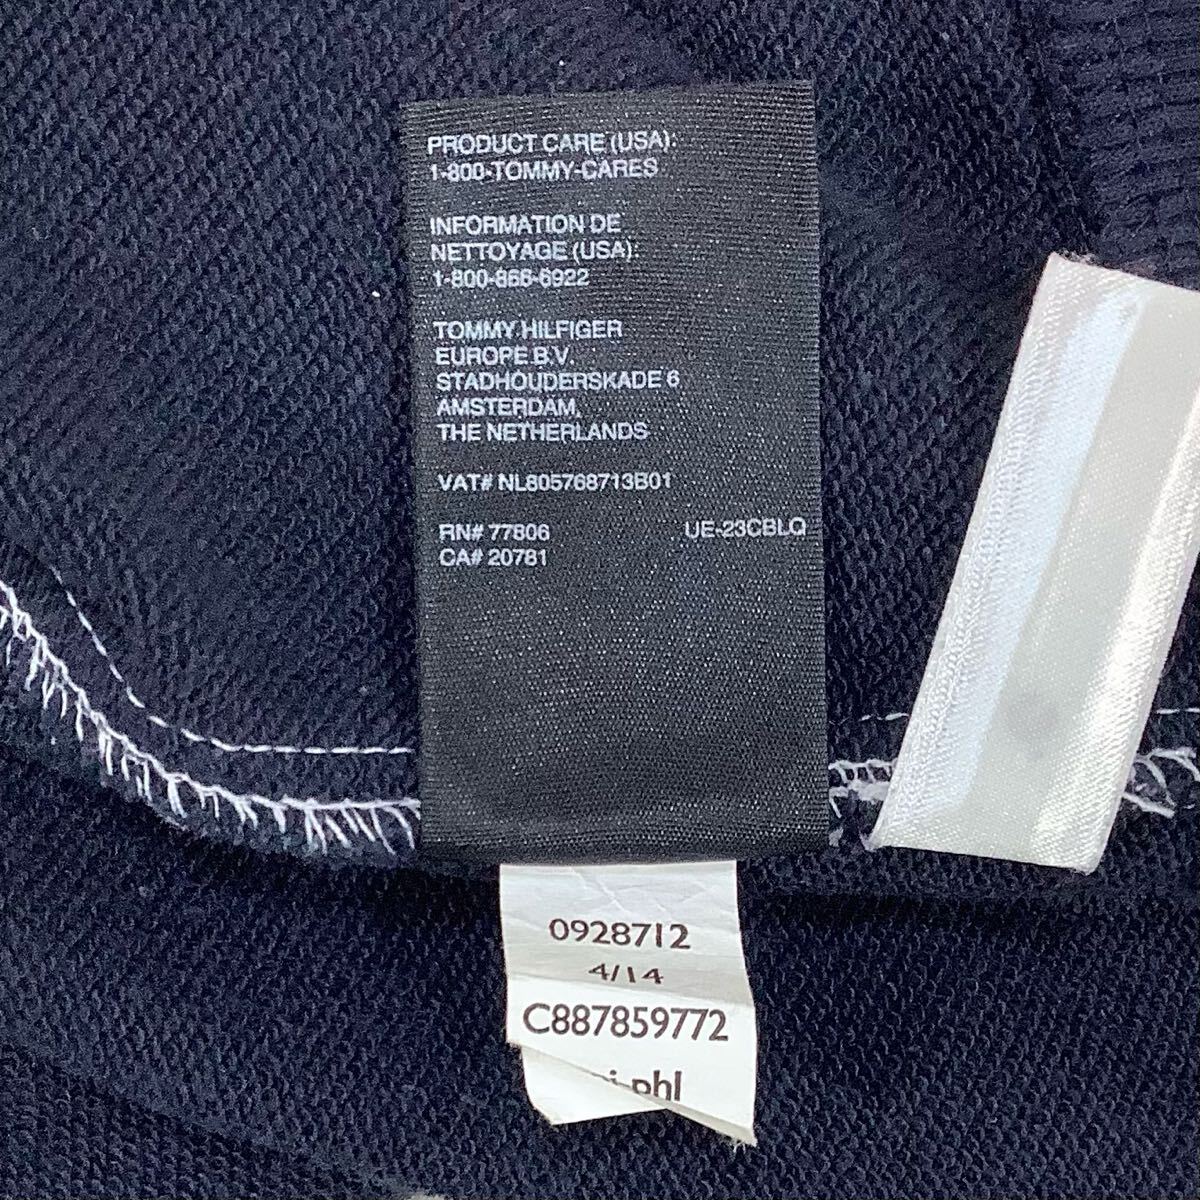 PRODUCT CARE (USA):
1-800-TOMMY-CARES
INFORMATION DE
NETTOYAGE (USA):
1-800-866-6922
TOMMY HILFIGER
EUROPE B.V.
STADHOUDERSKADE 6
AMSTERDAM,
THE NETHERLANDS
VAT# NL805768713B01
RN# 77806 UE-23CBLQ
CA# 20781
0928712
4/14
C887859772
phl